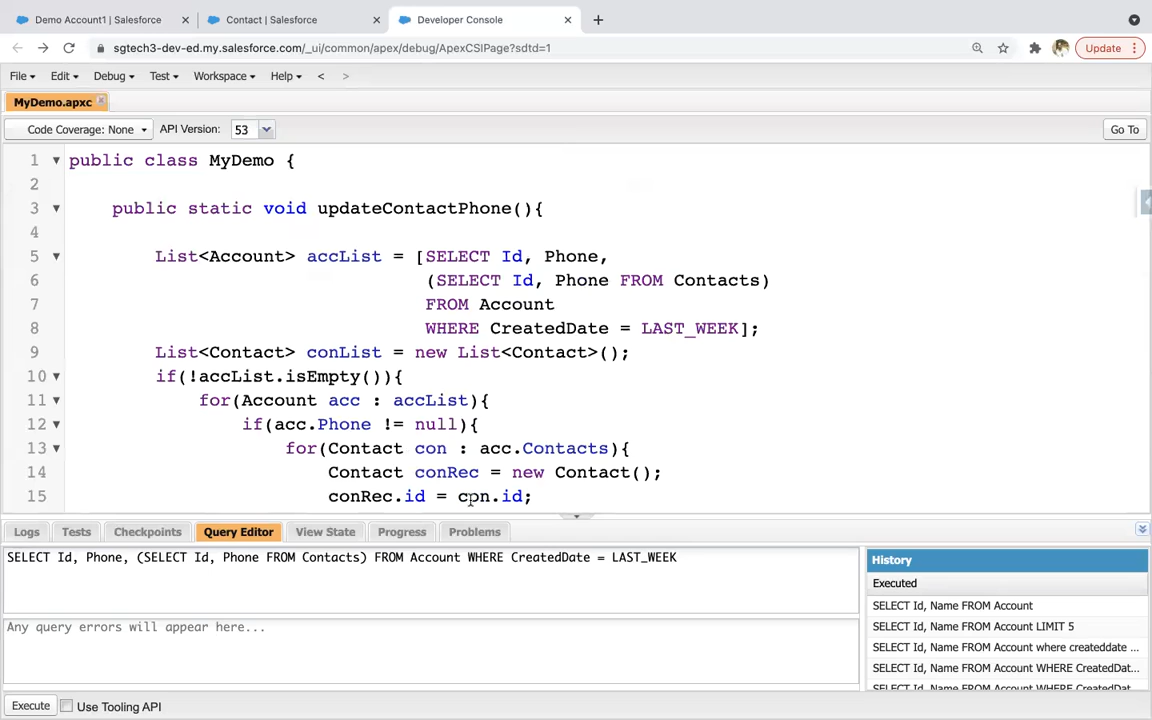 Demo Account1 | Salesforce
Contact | Salesforce
Developer Console
sgtech3-dev-ed.my.salesforce.com/_ui/common/apex/debug/ApexCSIPage?sdtd=1
Update
File
Edit
Debug
Test
Workspace
Help
<
>
MyDemo.apxc
Code Coverage: None
API Version:
53
Go To
1 public class MyDemo {
2
3 public static void updateContactPhone(){
4
5 List<Account> accList = [SELECT Id, Phone,
6 (SELECT Id, Phone FROM Contacts)
7 FROM Account
8 WHERE CreatedDate = LAST_WEEK];
9 List<Contact> conList = new List<Contact>();
10 if(!accList.isEmpty()){
11 for(Account acc : accList){
12 if(acc.Phone != null){
13 for(Contact con : acc.Contacts){
14 Contact conRec = new Contact();
15 conRec.id = con.id;
Logs
Tests
Checkpoints
Query Editor
View State
Progress
Problems
SELECT Id, Phone, (SELECT Id, Phone FROM Contacts) FROM Account WHERE CreatedDate = LAST_WEEK
Any query errors will appear here...
History
Executed
SELECT Id, Name FROM Account
SELECT Id, Name FROM Account LIMIT 5
SELECT Id, Name FROM Account where createddate ...
SELECT Id, Name FROM Account WHERE CreatedDat...
SELECT Id, Name FROM Account WHERE CreatedDat...
Execute
Use Tooling API